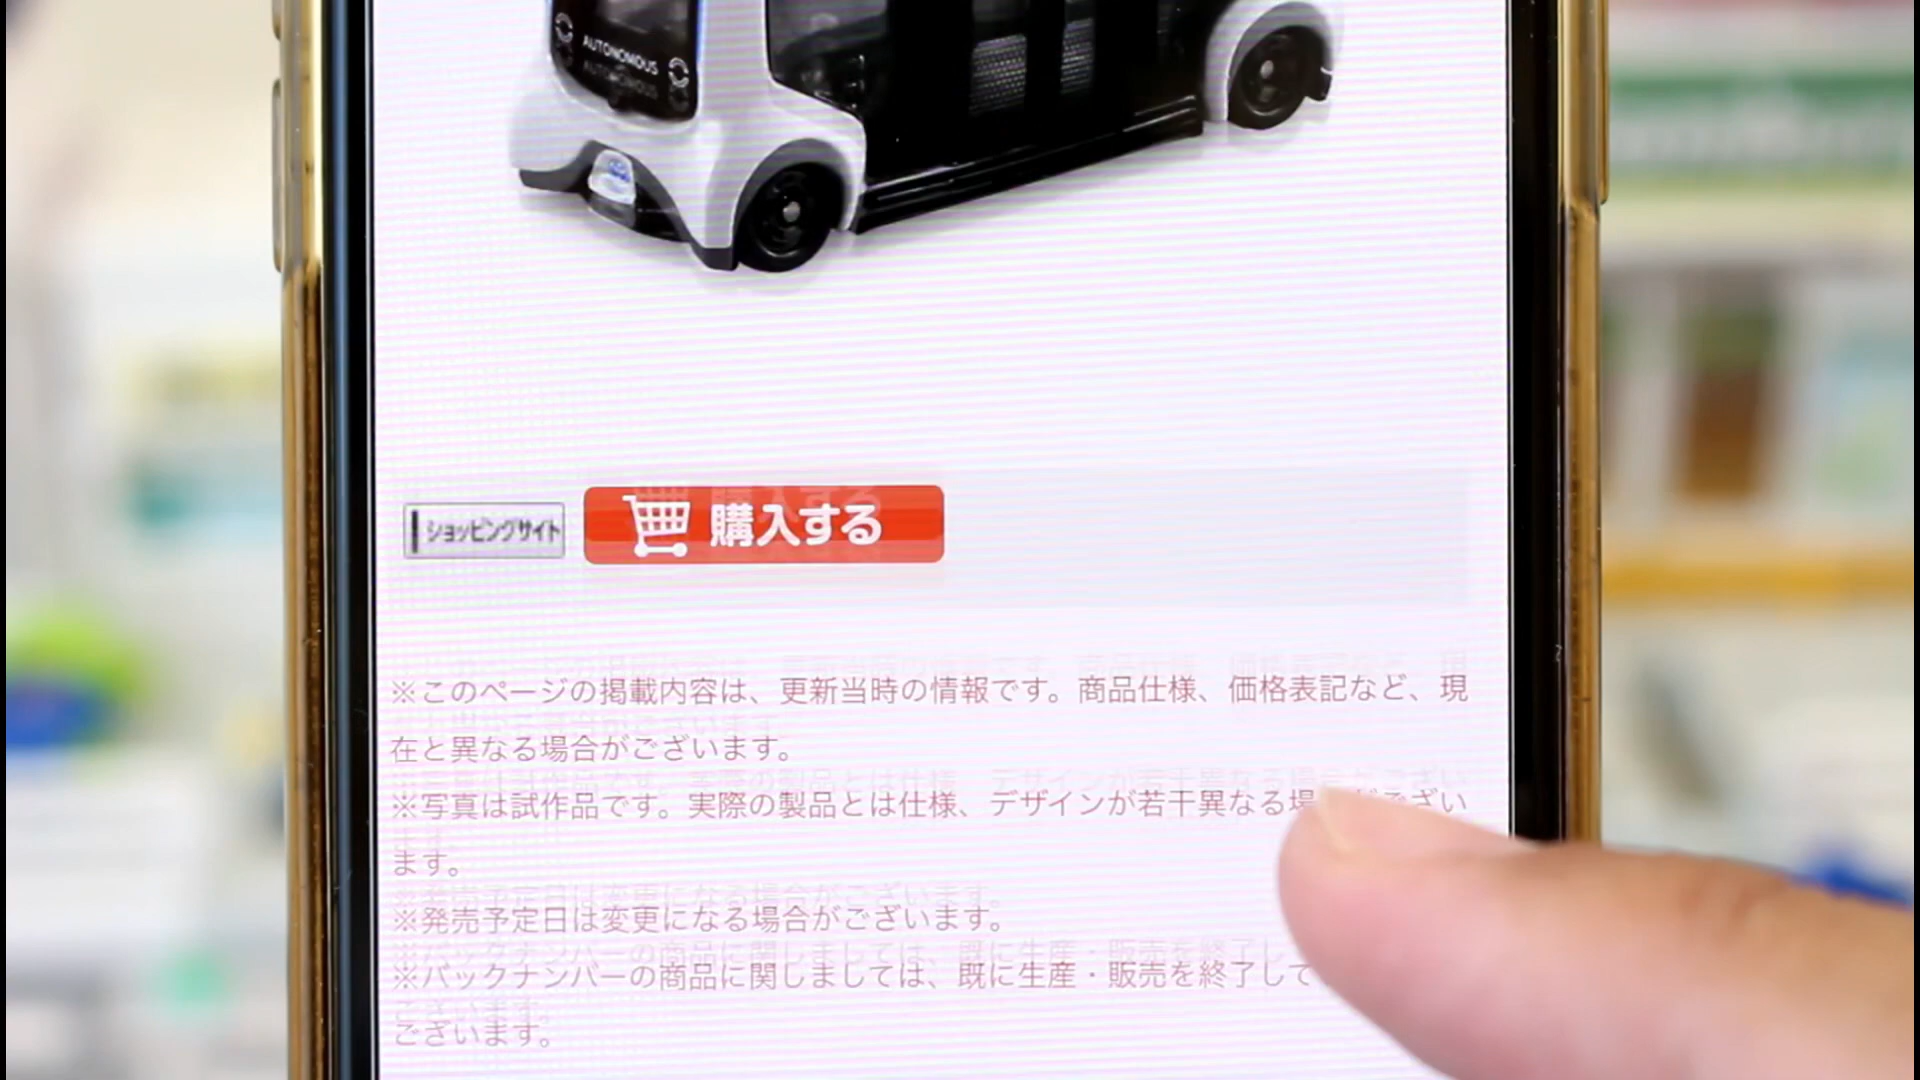 AUTONOMOUS
ショッピングサイト
購入する
※このページの掲載内容は、更新当時の情報です。商品仕様、価格表記など、現
在と異なる場合がございます。
※写真は試作品です。実際の製品とは仕様、デザインが若干異なる場
ござい
ます。
※発売予定日は変更になる場合がございます。
※バックナンバーの商品に関しましては、既に生産・販売を終了して
ございます。